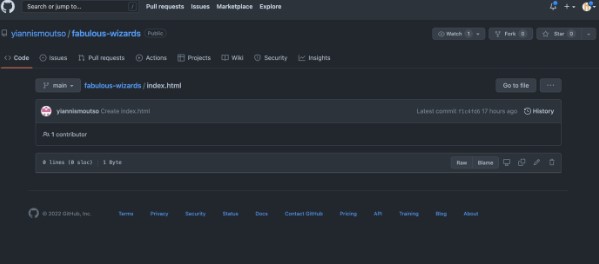 Search or jump to... / Pull requests Issues Marketplace Explore
yiannismoutso / fabulous-wizards Public Watch 1 Fork 0 Star 0
Code Issues Pull requests Actions Projects Wiki Security Insights
main fabulous-wizards / index.html Go to file ...
yiannismoutso Create index.html Latest commit 17 hours ago History
1 contributor
0 lines (0 sloc) 1 Byte Raw Blame
© 2022 GitHub, Inc. Terms Privacy Security Status Docs Contact GitHub Pricing API Training Blog About